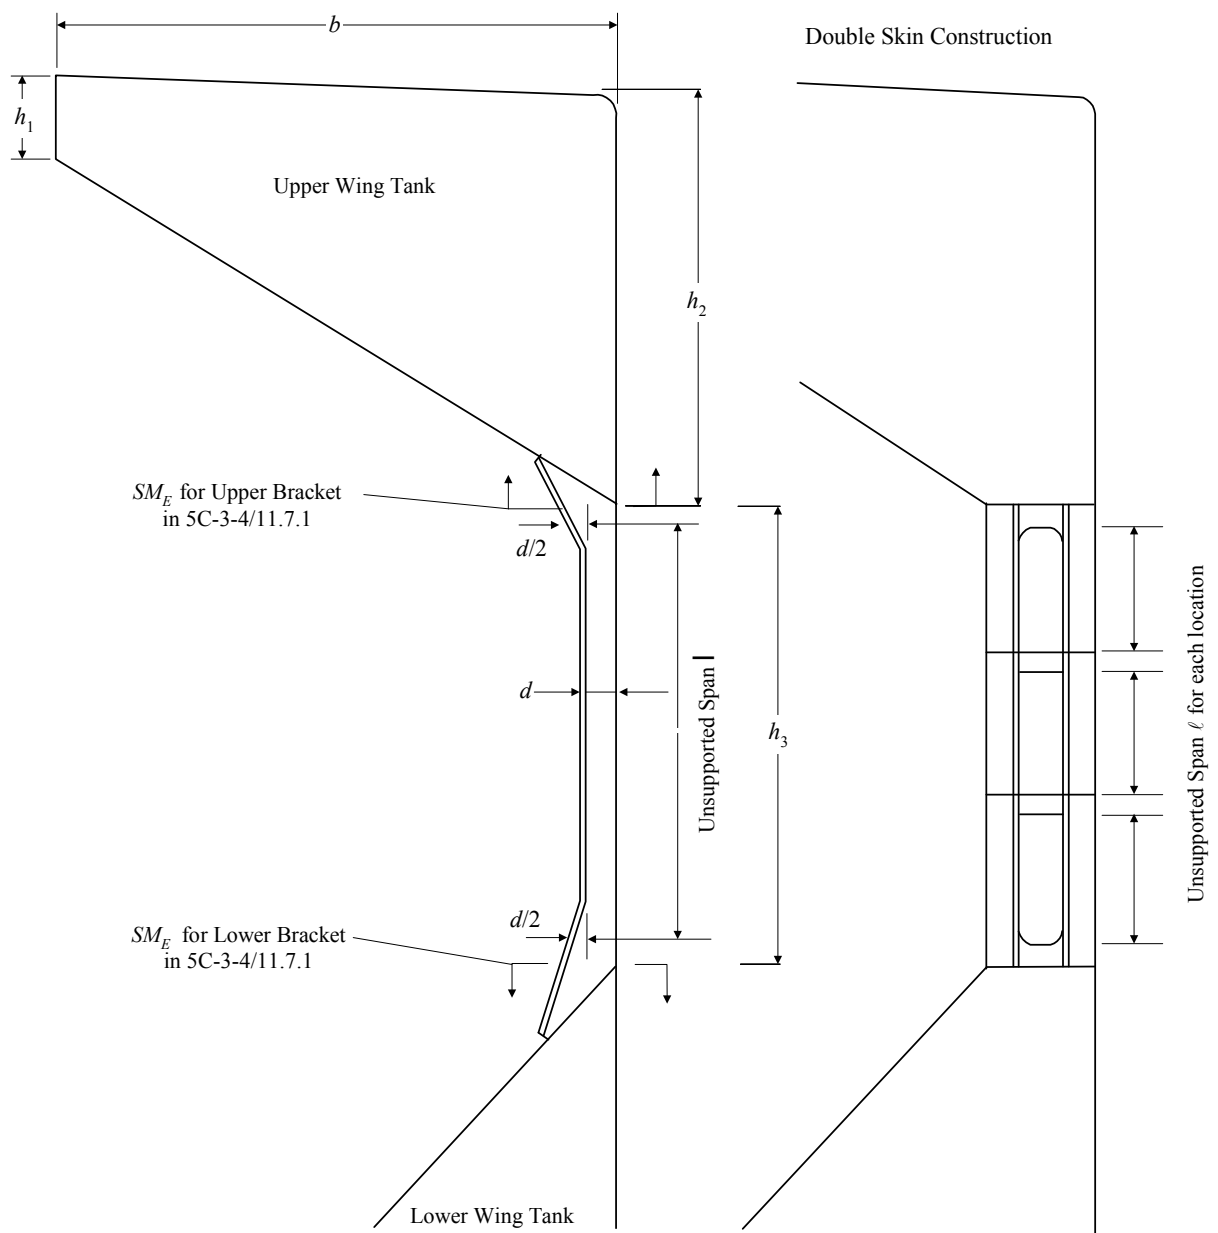 b
Double Skin Construction
h1
Upper Wing Tank
h2
SM_E for Upper Bracket
in 5C-3-4/11.7.1
d/2
Unsupported Span l
d
h3
Unsupported Span ℓ for each location
d/2
SM_E for Lower Bracket
in 5C-3-4/11.7.1
Lower Wing Tank